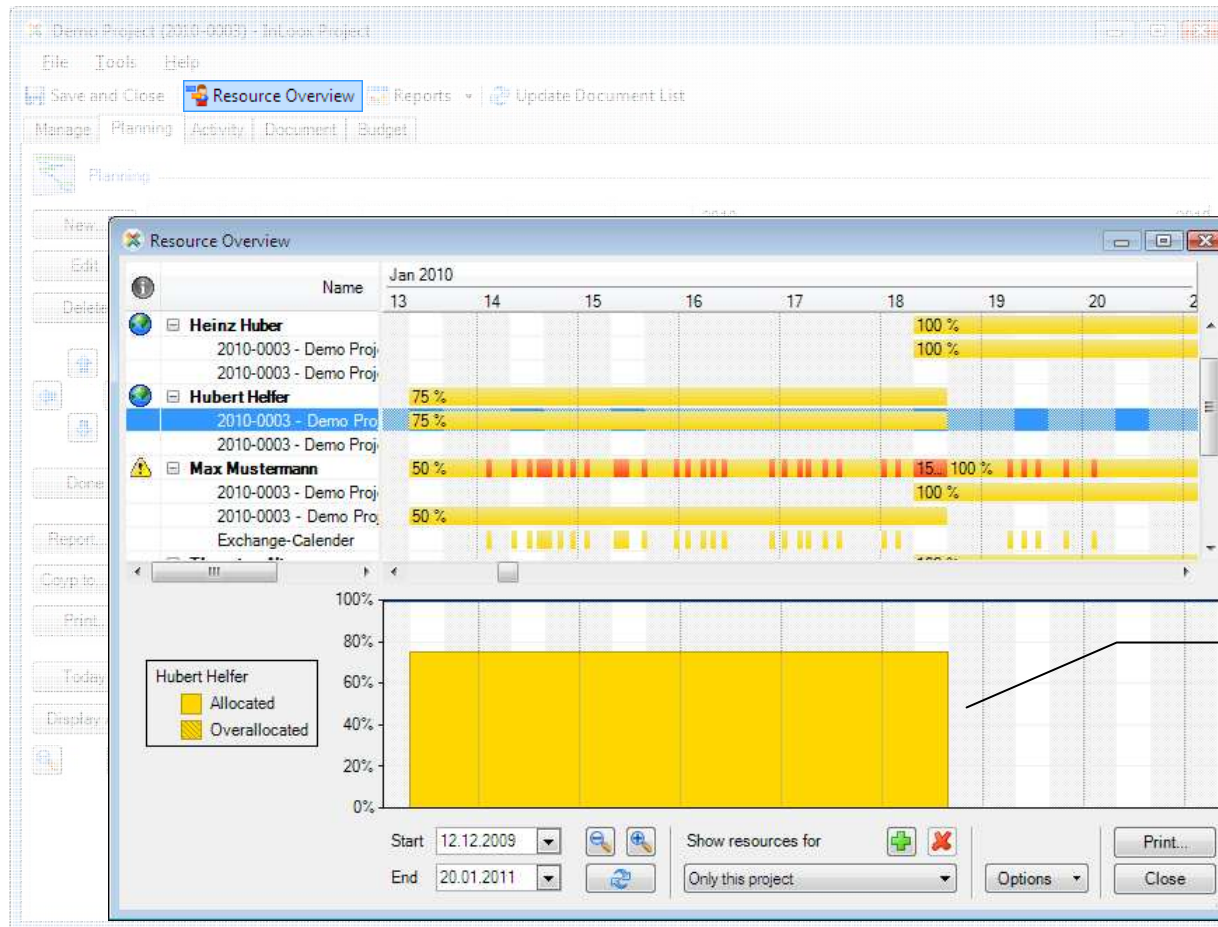 Demo Project (2010-0003) - InLoox Project
File Tools Help
Save and Close Resource Overview Reports Update Document List
Manage Planning Activity Document Budget
Planning
New...
Edit
Delete
Done
Report...
Coyp to...
Print...
Today
Display
2010 2010
Resource Overview
Name
Jan 2010
13 14 15 16 17 18 19 20 2
Heinz Huber 100 %
2010-0003 - Demo Proj 100 %
2010-0003 - Demo Proj
Hubert Helfer 75 %
2010-0003 - Demo Pro 75 %
2010-0003 - Demo Proj
Max Mustermann 50 % 15... 100 %
2010-0003 - Demo Proj 100 %
2010-0003 - Demo Proj 50 %
Exchange-Calender
100%
80%
60%
40%
20%
0%
Hubert Helfer
Allocated
Overallocated
Start 12.12.2009 Show resources for Print...
End 20.01.2011 Only this project Options Close